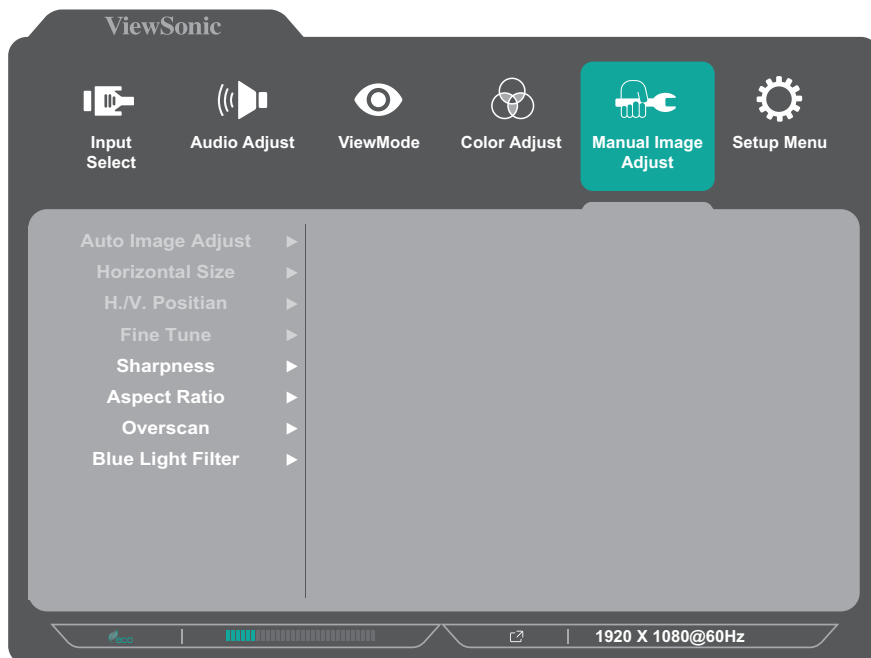 ViewSonic
Input
Select
Audio Adjust
ViewMode
Color Adjust
Manual Image
Adjust
Setup Menu
Auto Image Adjust
Horizontal Size
H./V. Positian
Fine Tune
Sharpness
Aspect Ratio
Overscan
Blue Light Filter
eco
1920 X 1080@60Hz